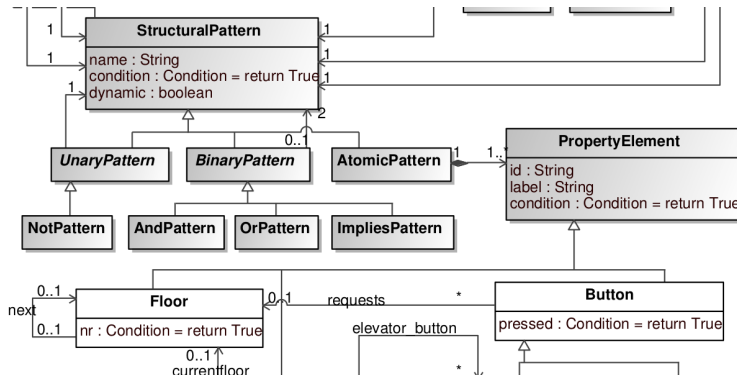 StructuralPattern
name : String
condition : Condition = return True
dynamic : boolean
1
1
1
1
1
1
2
0..1
UnaryPattern
BinaryPattern
AtomicPattern
1
1..*
PropertyElement
id : String
label : String
condition : Condition = return True
NotPattern
AndPattern
OrPattern
ImpliesPattern
0..1
next
0..1
Floor
nr : Condition = return True
0..1
requests
*
Button
pressed : Condition = return True
elevator_button
*
0..1
currentfloor